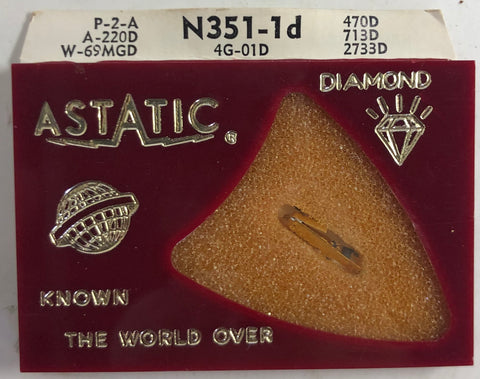 P-2-A
A-220D
W-69MGD
N351-1d
4G-01D
470D
713D
2733D
DIAMOND
ASTATIC®
KNOWN
THE WORLD OVER